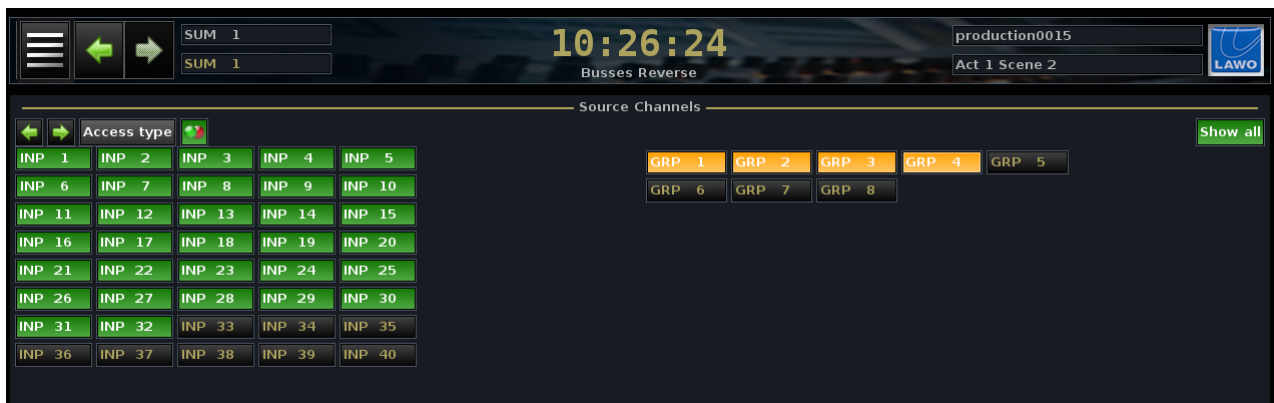 SUM 1
SUM 1
10:26:24
Busses Reverse
production0015
Act 1 Scene 2
LAWO
Source Channels
Access type
Show all
INP 1 INP 2 INP 3 INP 4 INP 5
GRP 1 GRP 2 GRP 3 GRP 4 GRP 5
INP 6 INP 7 INP 8 INP 9 INP 10
GRP 6 GRP 7 GRP 8
INP 11 INP 12 INP 13 INP 14 INP 15
INP 16 INP 17 INP 18 INP 19 INP 20
INP 21 INP 22 INP 23 INP 24 INP 25
INP 26 INP 27 INP 28 INP 29 INP 30
INP 31 INP 32 INP 33 INP 34 INP 35
INP 36 INP 37 INP 38 INP 39 INP 40